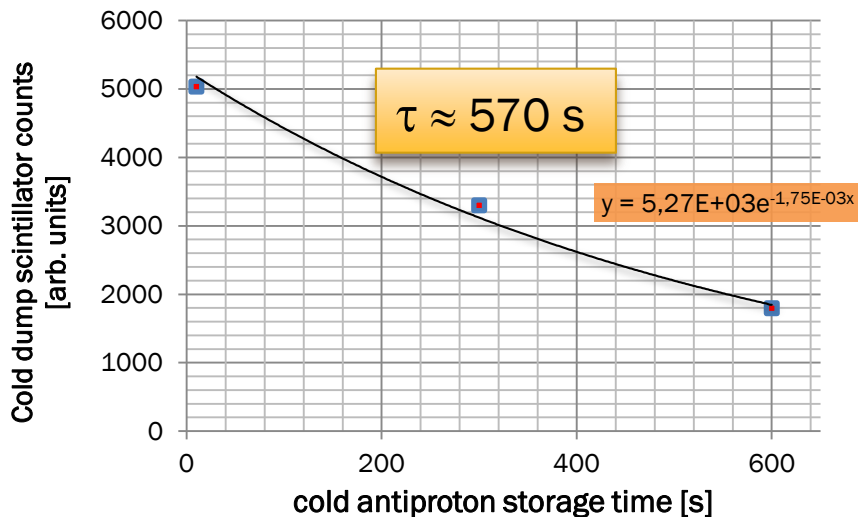 6000
5000
4000
3000
2000
1000
0
Cold dump scintillator counts
[arb. units]
τ ≈ 570 s
y = 5,27E+03e-1,75E-03x
0 200 400 600
cold antiproton storage time [s]